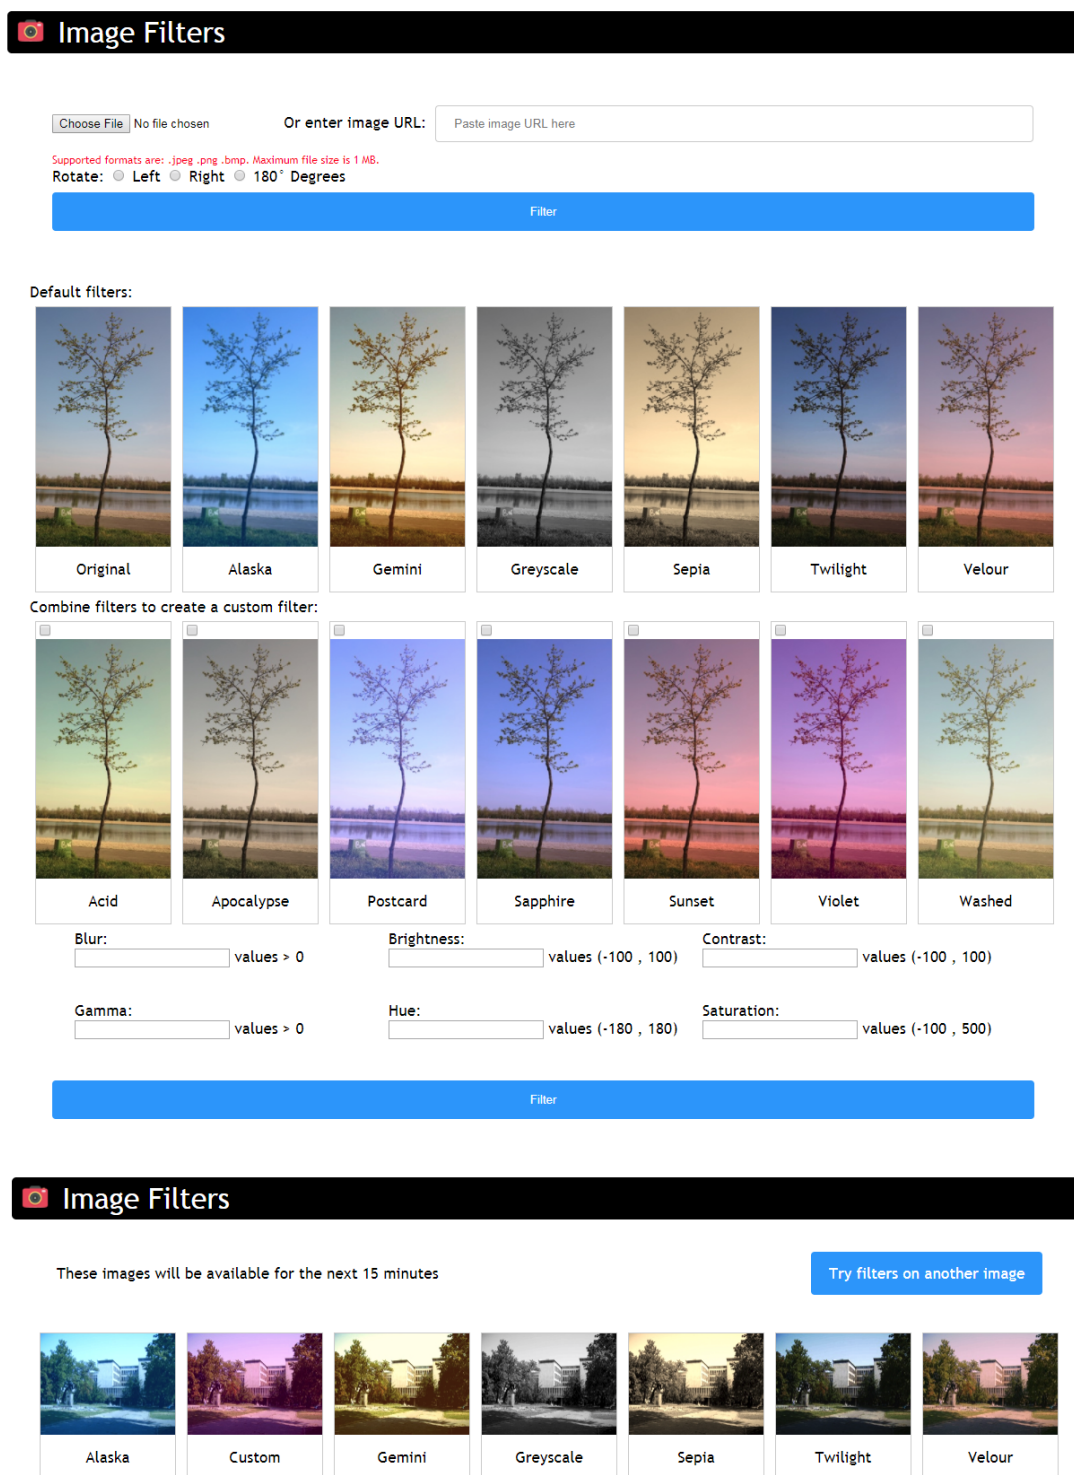 Image Filters
Choose File No file chosen Or enter image URL: Paste image URL here
Supported formats are: .jpeg .png .bmp. Maximum file size is 1 MB.
Rotate: Left Right 180° Degrees
Filter
Default filters:
Original Alaska Gemini Greyscale Sepia Twilight Velour
Combine filters to create a custom filter:
Acid Apocalypse Postcard Sapphire Sunset Violet Washed
Blur: Brightness: Contrast:
values > 0 values (-100 , 100) values (-100 , 100)
Gamma: Hue: Saturation:
values > 0 values (-180 , 180) values (-100 , 500)
Filter
Image Filters
These images will be available for the next 15 minutes Try filters on another image
Alaska Custom Gemini Greyscale Sepia Twilight Velour